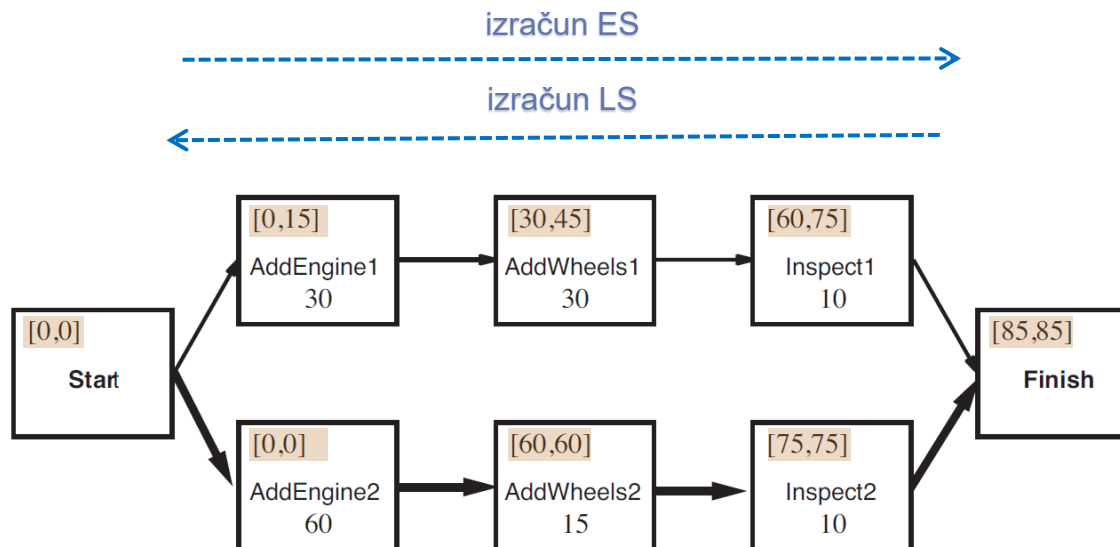 izračun ES
izračun LS
[0,15]
AddEngine1
30
[30,45]
AddWheels1
30
[60,75]
Inspect1
10
[0,0]
Start
[85,85]
Finish
[0,0]
AddEngine2
60
[60,60]
AddWheels2
15
[75,75]
Inspect2
10